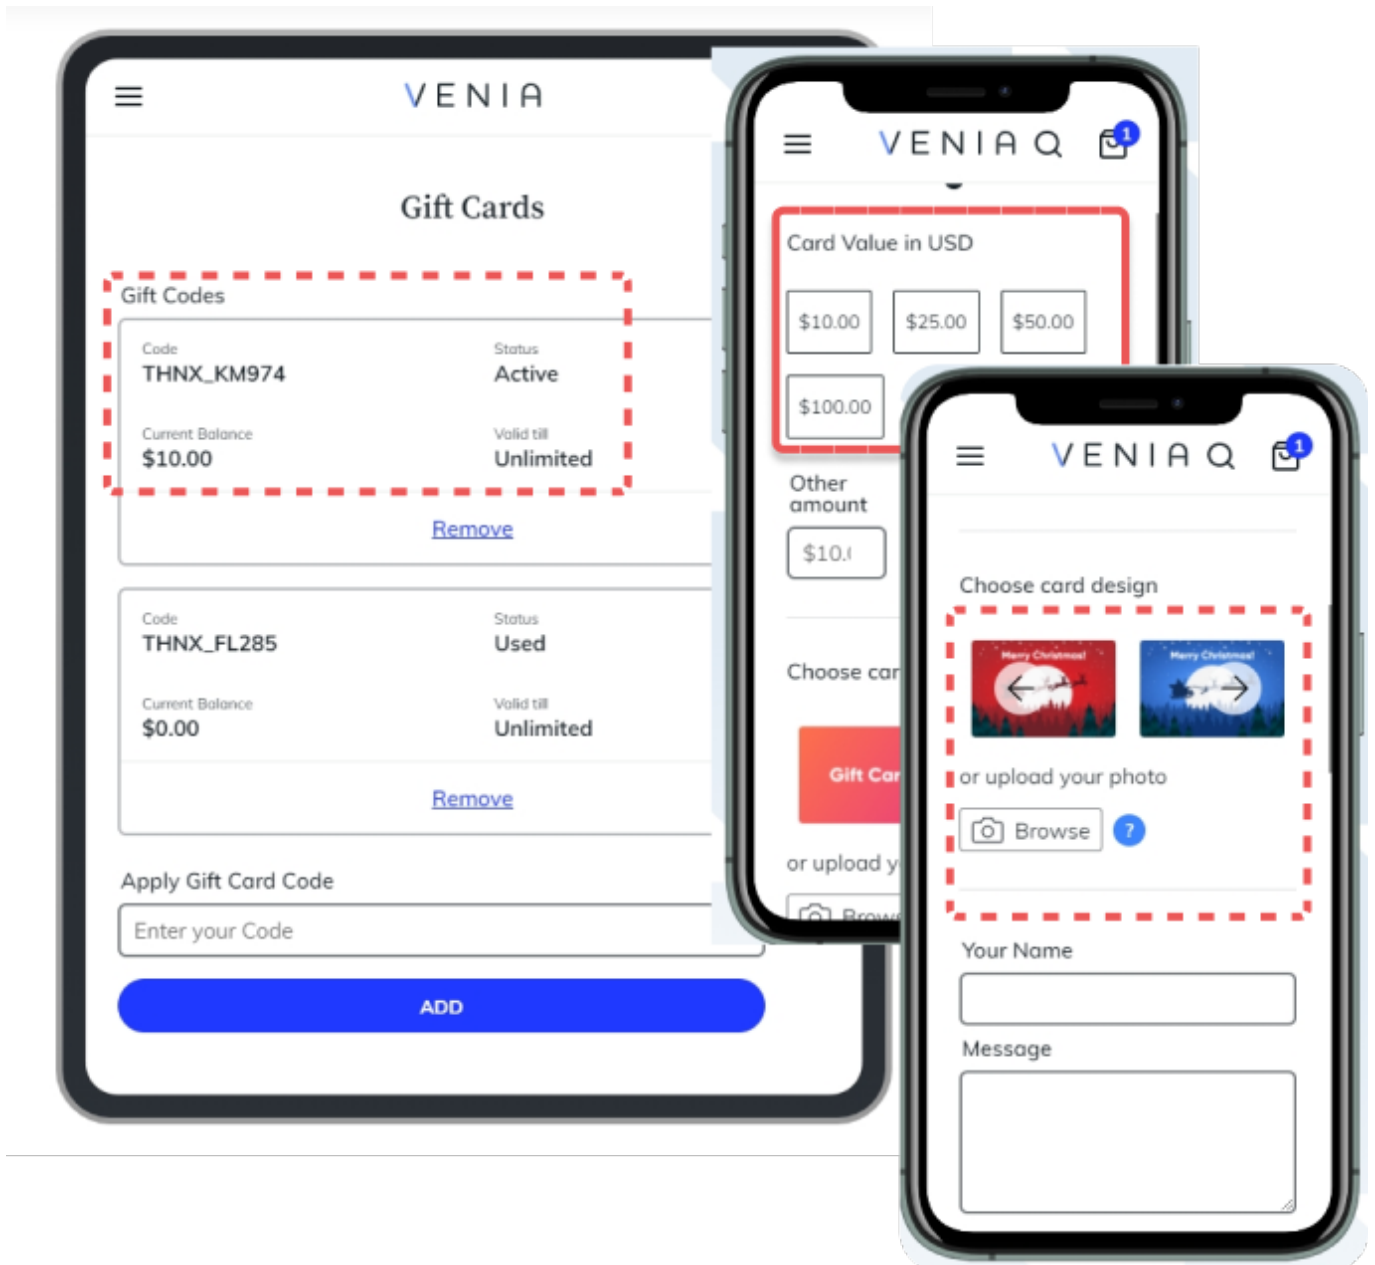 VENIA
Gift Cards
Gift Codes
Code
THNX_KM974
Status
Active
Current Balance
$10.00
Valid till
Unlimited
Remove
Code
THNX_FL285
Status
Used
Current Balance
$0.00
Valid till
Unlimited
Remove
Apply Gift Card Code
Enter your Code
ADD
VENIA
1
Card Value in USD
$10.00 $25.00 $50.00
$100.00
Other
amount
$10.
Choose
Gift
or upload
VENIA
1
Choose card design
Merry Christmas!
Merry Christmas!
or upload your photo
Browse ?
Your Name
Message